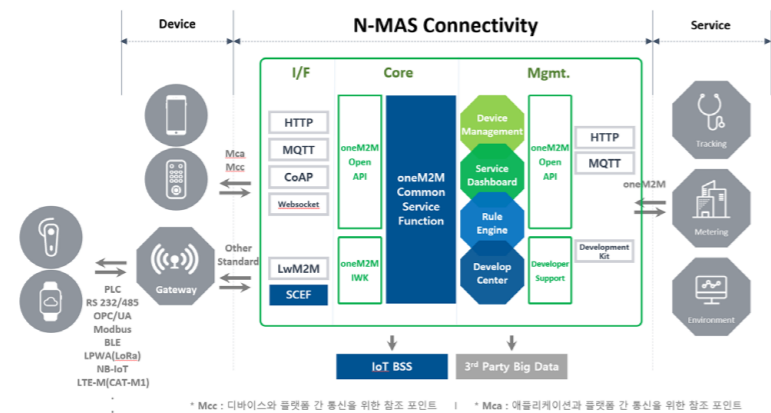 Device
N-MAS Connectivity
Service
I/F
Core
Mgmt.
HTTP
MQTT
CoAP
Websocket
LwM2M
SCEF
oneM2M
Open
API
oneM2M
IWK
oneM2M
Common
Service
Function
Device
Management
Service
Dashboard
Rule
Engine
Develop
Center
oneM2M
Open
API
Developer
Support
HTTP
MQTT
Development
Kit
Mca
Mcc
Other
Standard
oneM2M
Tracking
Metering
Environment
Gateway
PLC
RS 232/485
OPC/UA
Modbus
BLE
LPWA(LoRa)
NB-IoT
LTE-M(CAT-M1)
.
.
IoT BSS
3rd Party Big Data
* Mcc : 디바이스와 플랫폼 간 통신을 위한 참조 포인트 | * Mca : 애플리케이션과 플랫폼 간 통신을 위한 참조 포인트